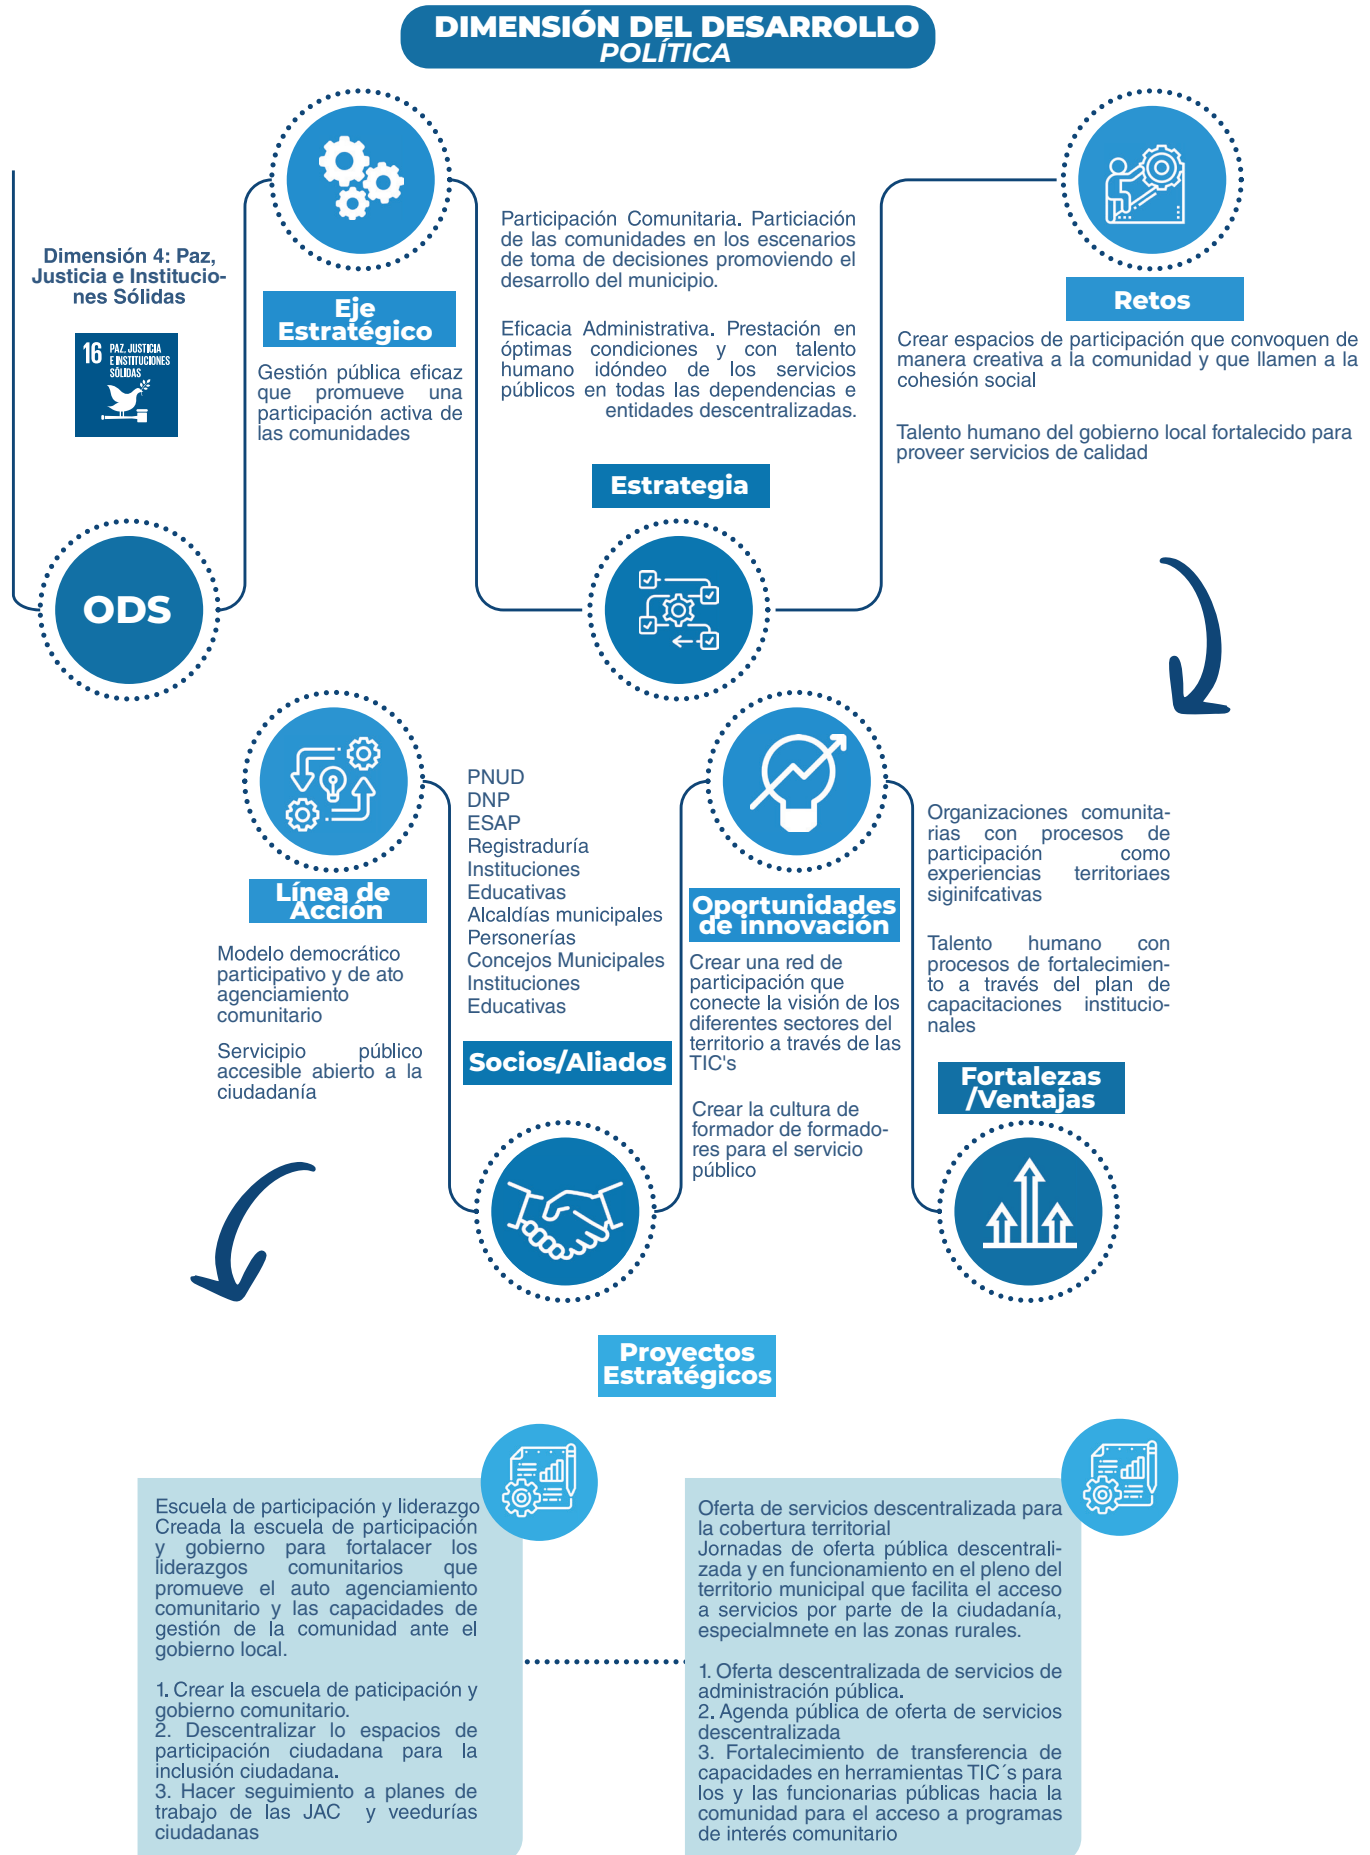 DIMENSIÓN DEL DESARROLLO
POLÍTICA
Dimensión 4: Paz,
Justicia e Institucio-
nes Sólidas
16 PAZ, JUSTICIA
E INSTITUCIONES
SÓLIDAS
ODS
Eje
Estratégico
Gestión pública eficaz
que promueve una
participación activa de
las comunidades
Participación Comunitaria. Particiación
de las comunidades en los escenarios
de toma de decisiones promoviendo el
desarrollo del municipio.
Eficacia Administrativa. Prestación en
óptimas condiciones y con talento
humano idóndeo de los servicios
públicos en todas las dependencias e
entidades descentralizadas.
Estrategia
Retos
Crear espacios de participación que convoquen de
manera creativa a la comunidad y que llamen a la
cohesión social
Talento humano del gobierno local fortalecido para
proveer servicios de calidad
Línea de
Acción
Modelo democrático
participativo y de ato
agenciamiento
comunitario
Servicipio público
accesible abierto a la
ciudadanía
PNUD
DNP
ESAP
Registraduría
Instituciones
Educativas
Alcaldías municipales
Personerías
Concejos Municipales
Instituciones
Educativas
Socios/Aliados
Oportunidades
de innovación
Crear una red de
participación que
conecte la visión de los
diferentes sectores del
territorio a través de las
TIC's
Crear la cultura de
formador de formado-
res para el servicio
público
Organizaciones comunita-
rias con procesos de
participación como
experiencias territoriaes
siginifcativas
Talento humano con
procesos de fortalecimien-
to a través del plan de
capacitaciones institucio-
nales
Fortalezas
/Ventajas
Proyectos
Estratégicos
Escuela de participación y liderazgo
Creada la escuela de participación
y gobierno para fortalacer los
liderazgos comunitarios que
promueve el auto agenciamiento
comunitario y las capacidades de
gestión de la comunidad ante el
gobierno local.
1. Crear la escuela de paticipación y
gobierno comunitario.
2. Descentralizar lo espacios de
participación ciudadana para la
inclusión ciudadana.
3. Hacer seguimiento a planes de
trabajo de las JAC y veedurías
ciudadanas
Oferta de servicios descentralizada para
la cobertura territorial
Jornadas de oferta pública descentrali-
zada y en funcionamiento en el pleno del
territorio municipal que facilita el acceso
a servicios por parte de la ciudadanía,
especialmnete en las zonas rurales.
1. Oferta descentralizada de servicios de
administración pública.
2. Agenda pública de oferta de servicios
descentralizada
3. Fortalecimiento de transferencia de
capacidades en herramientas TIC´s para
los y las funcionarias públicas hacia la
comunidad para el acceso a programas
de interés comunitario